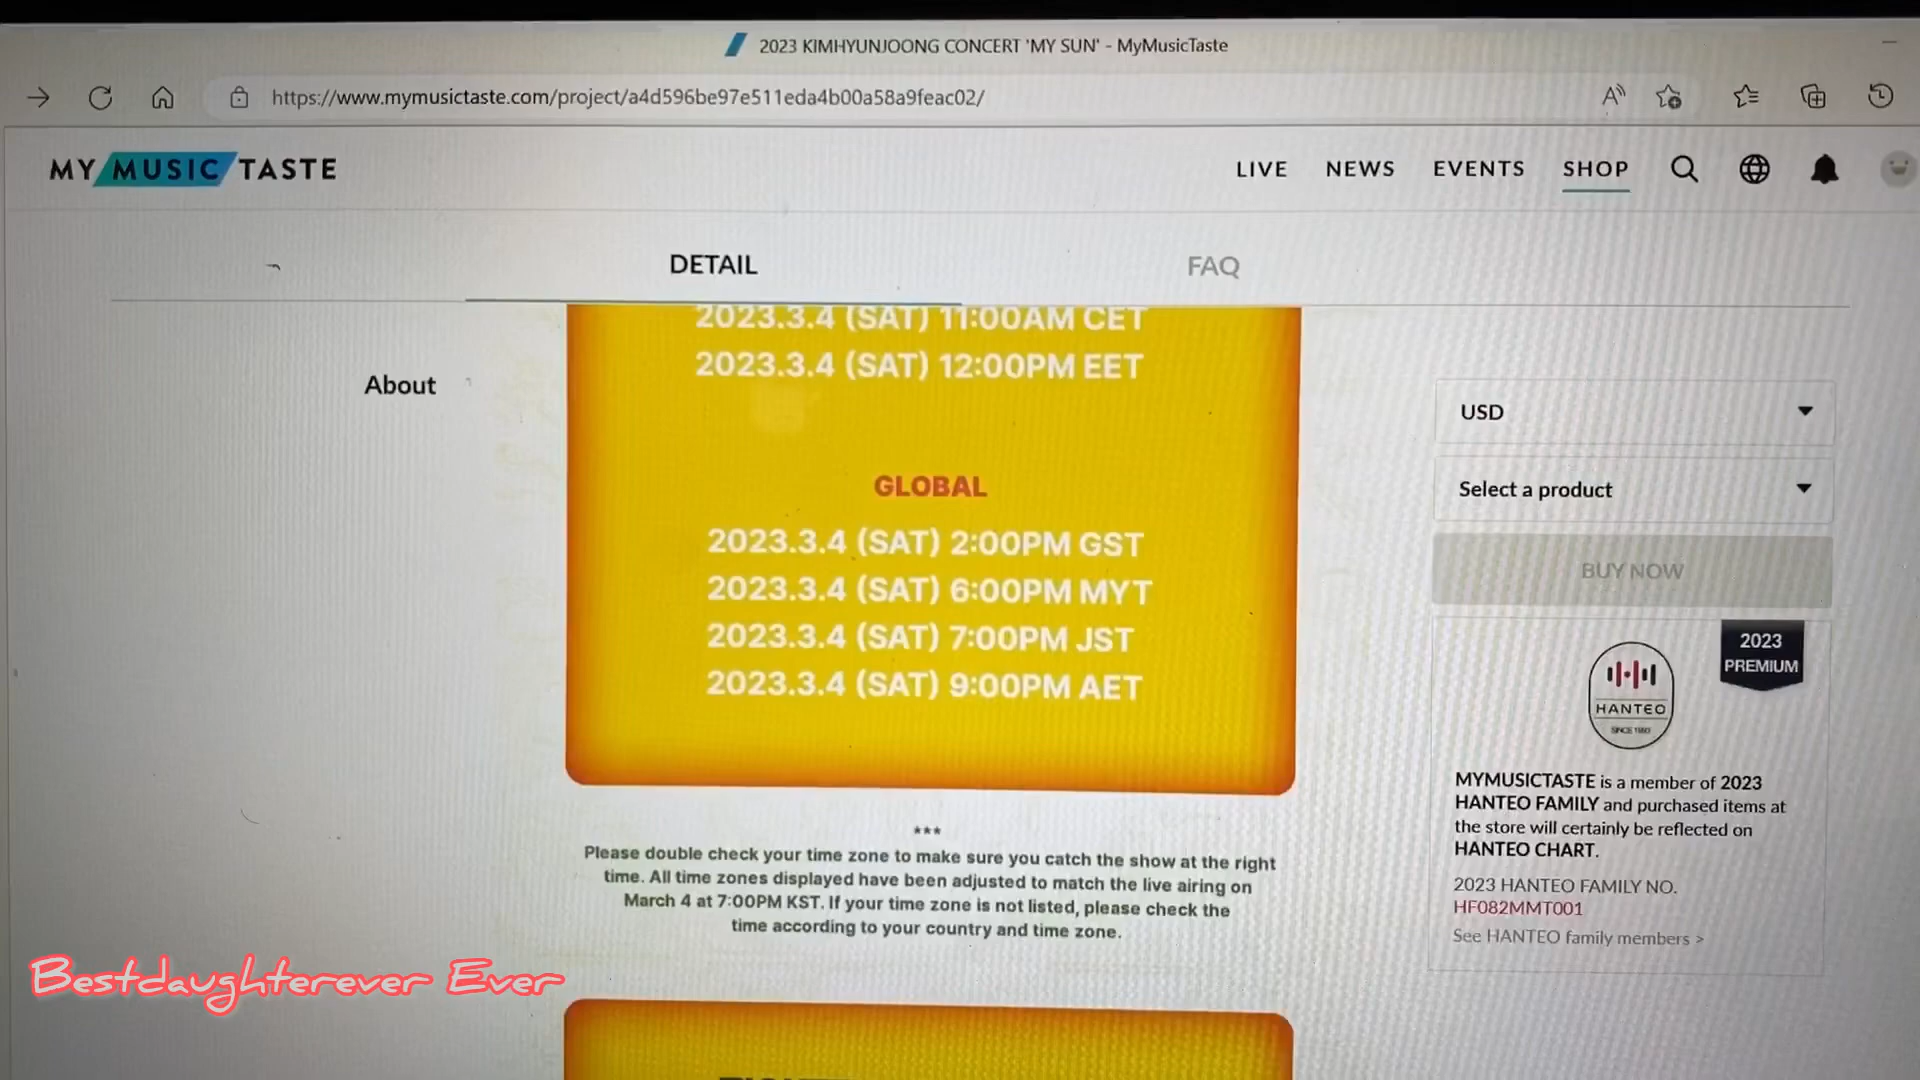 2023 KIMHYUNJOONG CONCERT 'MY SUN' - MyMusicTaste
https://www.mymusictaste.com/project/a4d596be97e511eda4b00a58a9feac02/
MY MUSIC TASTE
LIVE NEWS EVENTS SHOP
DETAIL FAQ
2023.3.4 (SAT) 11:00AM CET
2023.3.4 (SAT) 12:00PM EET
About
USD
GLOBAL
Select a product
2023.3.4 (SAT) 2:00PM GST
BUY NOW
2023.3.4 (SAT) 6:00PM MYT
2023.3.4 (SAT) 7:00PM JST
2023.3.4 (SAT) 9:00PM AET
2023
PREMIUM
HANTEO
MYMUSICTASTE is a member of 2023
HANTEO FAMILY and purchased items at
the store will certainly be reflected on
HANTEO CHART.
2023 HANTEO FAMILY NO.
HF082MMT001
See HANTEO family members >
***
Please double check your time zone to make sure you catch the show at the right
time. All time zones displayed have been adjusted to match the live airing on
March 4 at 7:00PM KST. If your time zone is not listed, please check the
time according to your country and time zone.
Bestdaughterever Ever